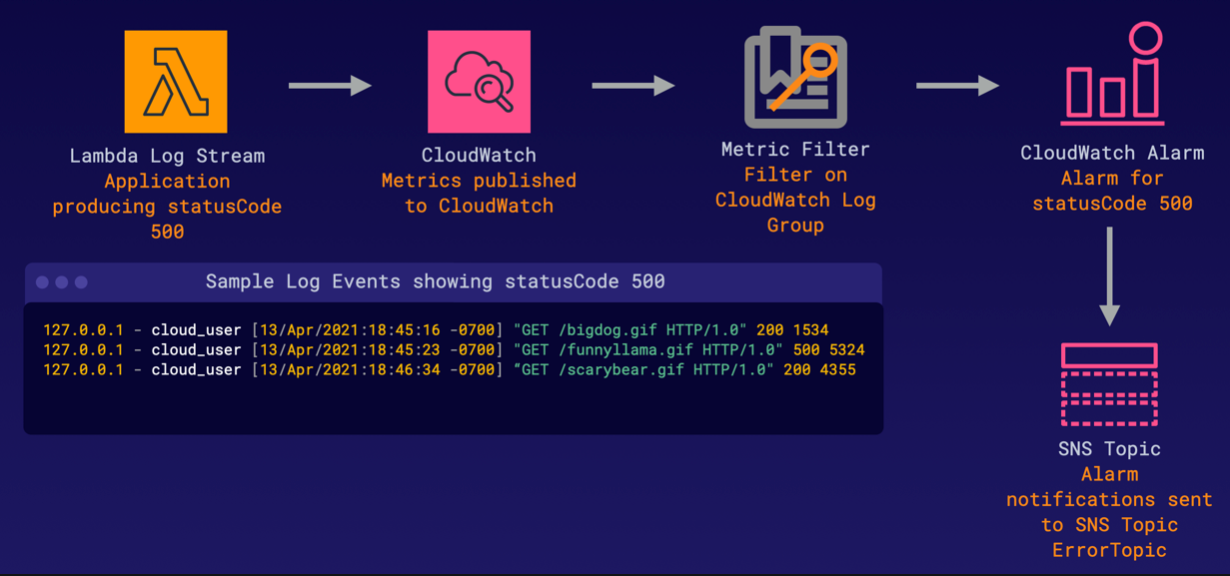 Lambda Log Stream
Application
producing statusCode
500
CloudWatch
Metrics published
to CloudWatch
Metric Filter
Filter on
CloudWatch Log
Group
CloudWatch Alarm
Alarm for
statusCode 500
Sample Log Events showing statusCode 500
127.0.0.1 - cloud_user [13/Apr/2021:18:45:16 -0700] "GET /bigdog.gif HTTP/1.0" 200 1534
127.0.0.1 - cloud_user [13/Apr/2021:18:45:23 -0700] "GET /funnyllama.gif HTTP/1.0" 500 5324
127.0.0.1 - cloud_user [13/Apr/2021:18:46:34 -0700] "GET /scarybear.gif HTTP/1.0" 200 4355
SNS Topic
Alarm
notifications sent
to SNS Topic
ErrorTopic